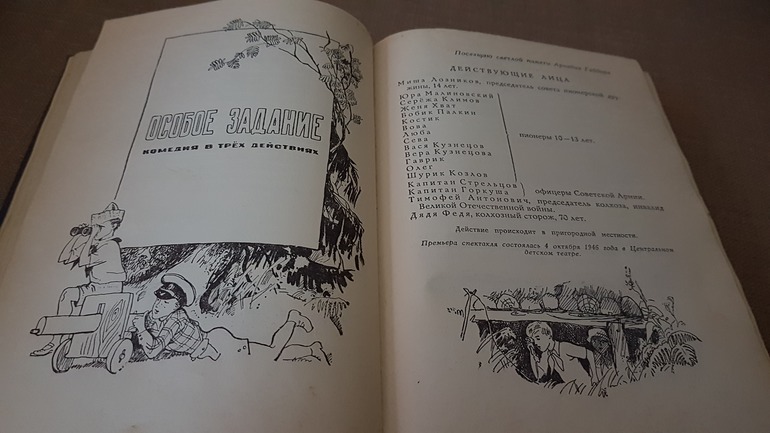 ОСОБОЕ ЗАДАНИЕ
КОМЕДИЯ В ТРЁХ ДЕЙСТВИЯХ
Посвящаю светлой памяти Аркадия Гайдара
ДЕЙСТВУЮЩИЕ ЛИЦА
Миша Лозников, председатель совета пионерской дру-
жины, 14 лет.
Юра Малиновский
Серёжа Климов
Женя Хват
Бобик Палкин
Костик
Вова
Люба
Сева
Вася Кузнецов
Вера Кузнецова
Гаврик
Олег
Шурик Козлов
пионеры 10—13 лет.
Капитан Стрельцов
Капитан Горкуша
офицеры Советской Армии.
Тимофей Антонович, председатель колхоза, инвалид
Великой Отечественной войны.
Дядя Федя, колхозный сторож, 70 лет.
Действие происходит в пригородной местности.
Премьера спектакля состоялась 4 октября 1946 года в Центральном
детском театре.